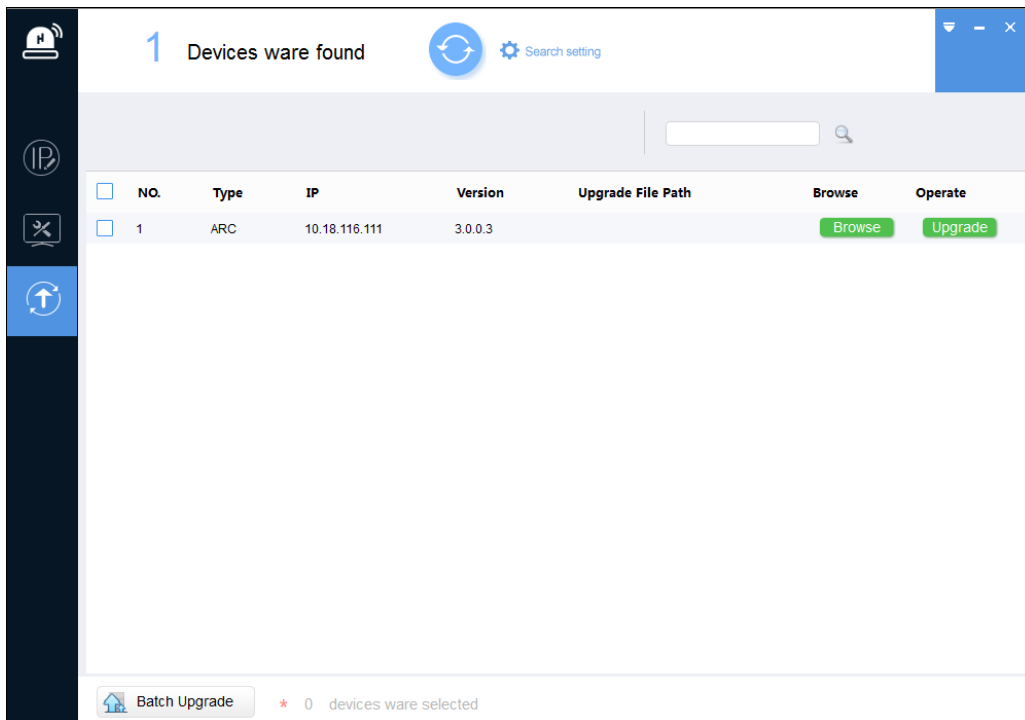 1 Devices ware found Search setting
NO. Type IP Version Upgrade File Path Browse Operate
1 ARC 10.18.116.111 3.0.0.3 Browse Upgrade
Batch Upgrade * 0 devices ware selected
H
IP